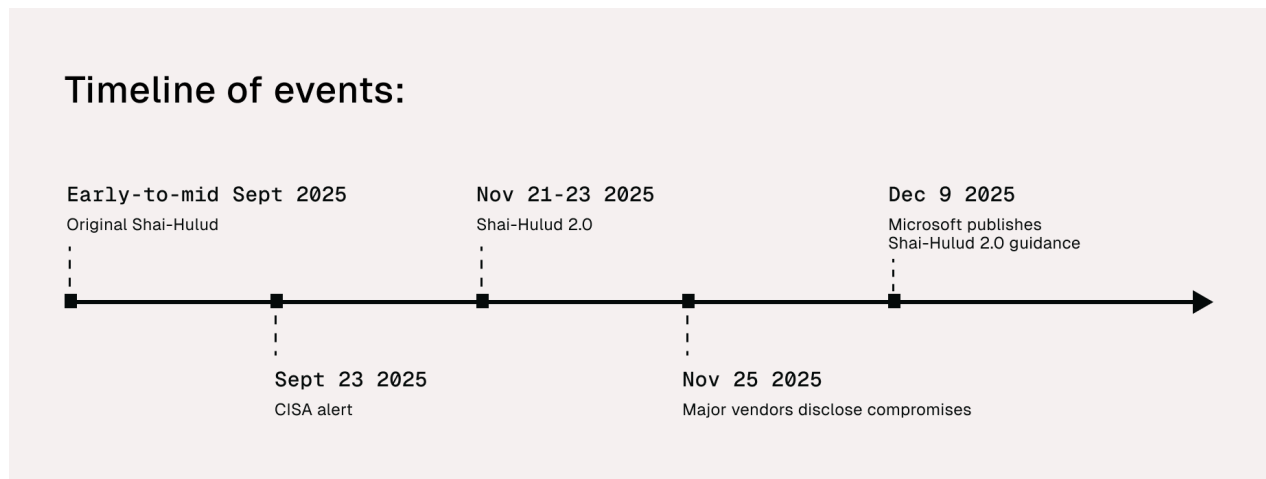 Timeline of events:
Early-to-mid Sept 2025
Original Shai-Hulud
Sept 23 2025
CISA alert
Nov 21-23 2025
Shai-Hulud 2.0
Nov 25 2025
Major vendors disclose compromises
Dec 9 2025
Microsoft publishes
Shai-Hulud 2.0 guidance